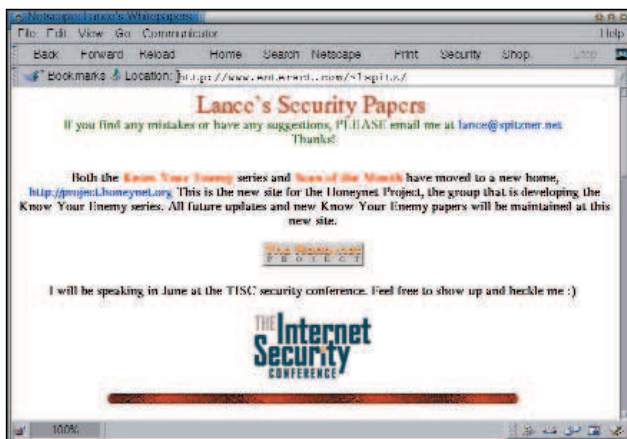 Netscape: Lance's Whitepapers
File Edit View Go Communicator Help
Back Forward Reload Home Search Netscape Print Security Shop Stop
Bookmarks Location: http://www.enteract.com/~lspitz/
Lance's Security Papers
If you find any mistakes or have any suggestions, PLEASE email me at lance@spitzner.net
Thanks!
Both the Know Your Enemy series and Scan of the Month have moved to a new home,
http://project.honeynet.org This is the new site for the Honeynet Project, the group that is developing the
Know Your Enemy series. All future updates and new Know Your Enemy papers will be maintained at this
new site.
The Honeynet
PROJECT
I will be speaking in June at the TISC security conference. Feel free to show up and heckle me :)
THE Internet
Security
CONFERENCE
100%